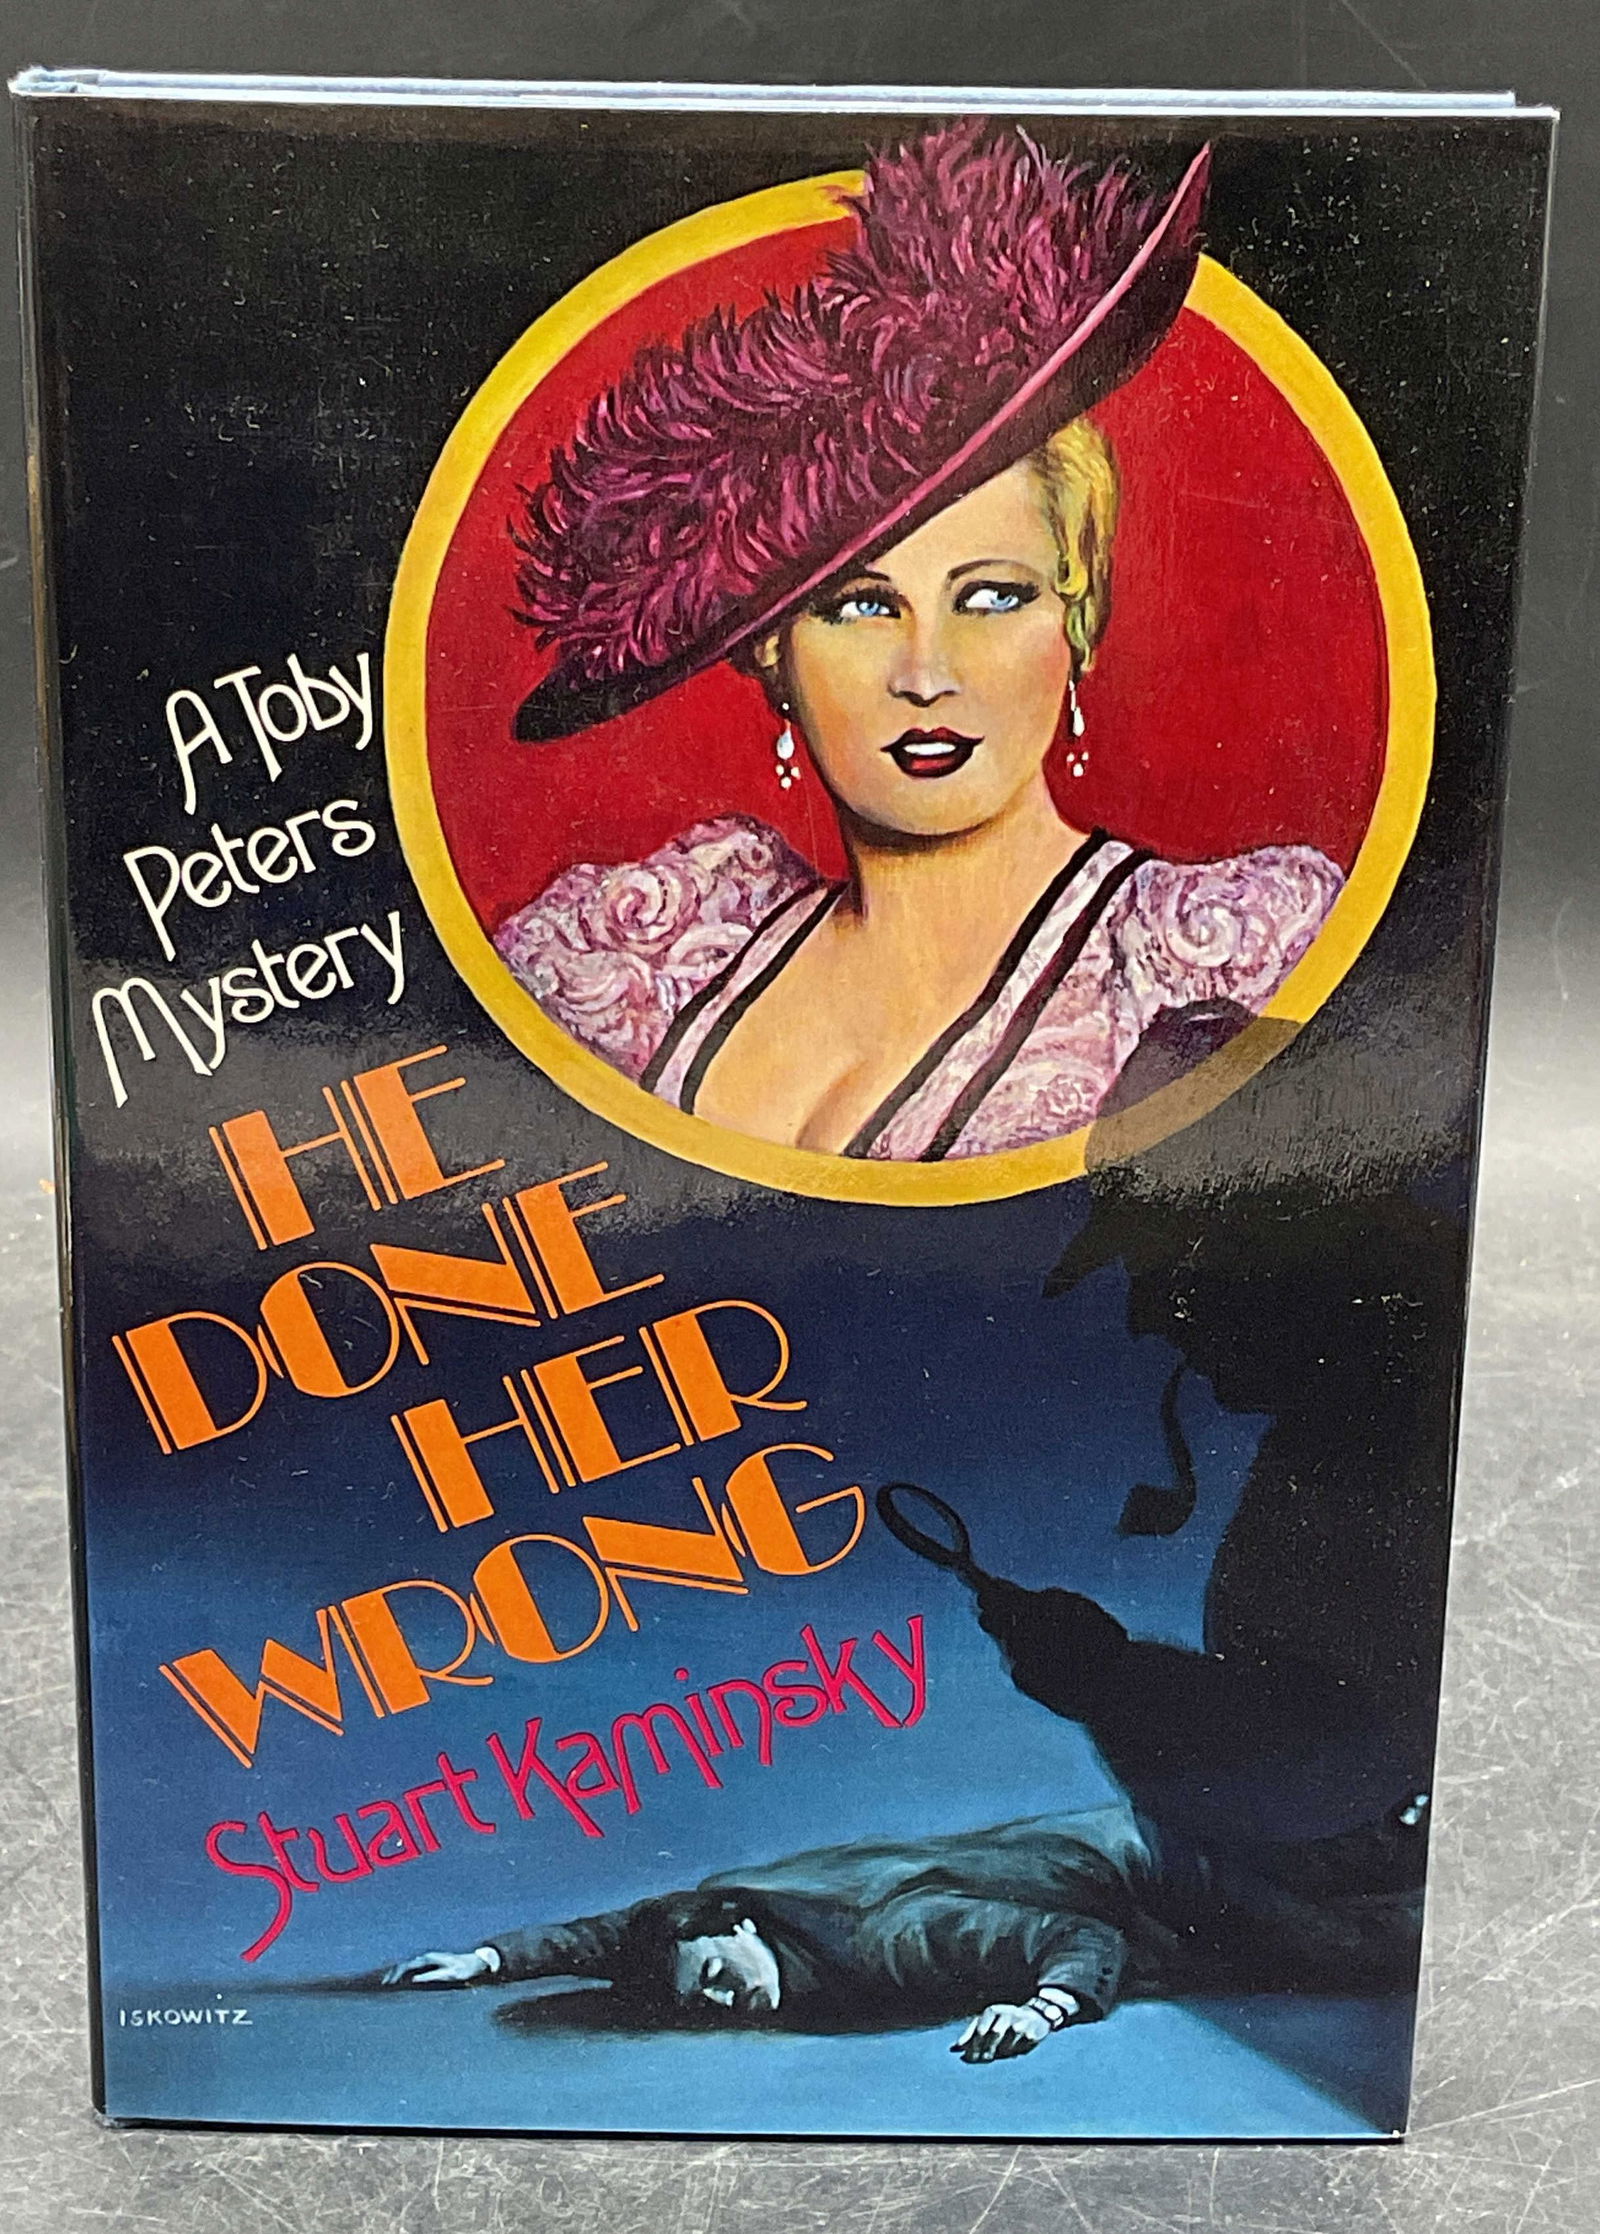 A Toby
Peters
Mystery
HE
DONE
HER
WRONG
Stuart Kaminsky
ISKOWITZ